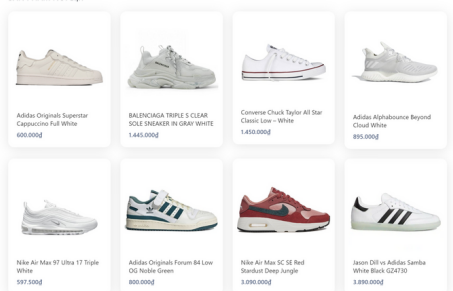 Adidas Originals Superstar
Cappuccino Full White
600.000₫
BALENCIAGA TRIPLE S CLEAR
SOLE SNEAKER IN GRAY WHITE
1.445.000₫
Converse Chuck Taylor All Star
Classic Low – White
1.450.000₫
Adidas Alphabounce Beyond
Cloud White
895.000₫
Nike Air Max 97 Ultra 17 Triple
White
597.500₫
Adidas Originals Forum 84 Low
OG Noble Green
800.000₫
Nike Air Max SC SE Red
Stardust Deep Jungle
3.090.000₫
Jason Dill vs Adidas Samba
White Black GZ4730
3.890.000₫